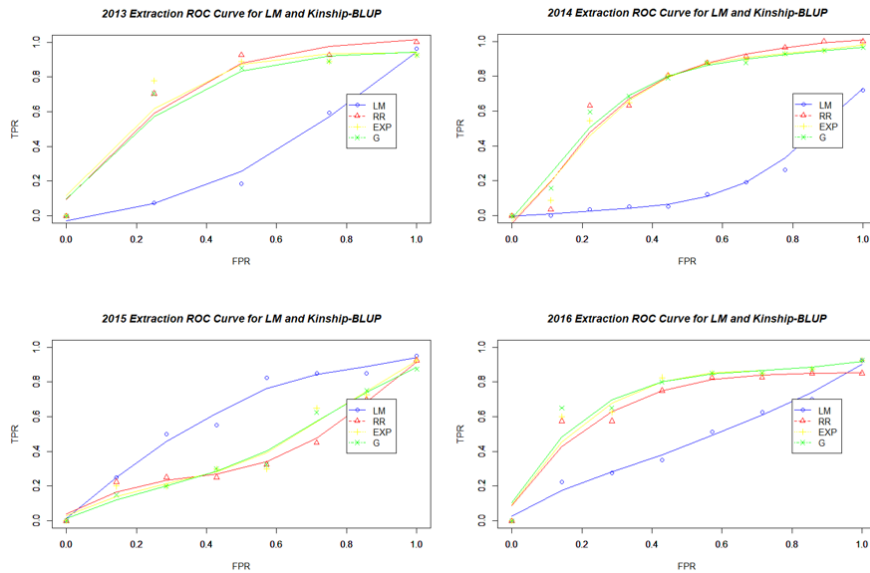 2013 Extraction ROC Curve for LM and Kinship-BLUP
TPR
0.0 0.2 0.4 0.6 0.8 1.0
LM
RR
EXP
G
0.0 0.2 0.4 0.6 0.8 1.0
FPR
2014 Extraction ROC Curve for LM and Kinship-BLUP
TPR
0.0 0.2 0.4 0.6 0.8 1.0
LM
RR
EXP
G
0.0 0.2 0.4 0.6 0.8 1.0
FPR
2015 Extraction ROC Curve for LM and Kinship-BLUP
TPR
0.0 0.2 0.4 0.6 0.8 1.0
LM
RR
EXP
G
0.0 0.2 0.4 0.6 0.8 1.0
FPR
2016 Extraction ROC Curve for LM and Kinship-BLUP
TPR
0.0 0.2 0.4 0.6 0.8 1.0
LM
RR
EXP
G
0.0 0.2 0.4 0.6 0.8 1.0
FPR